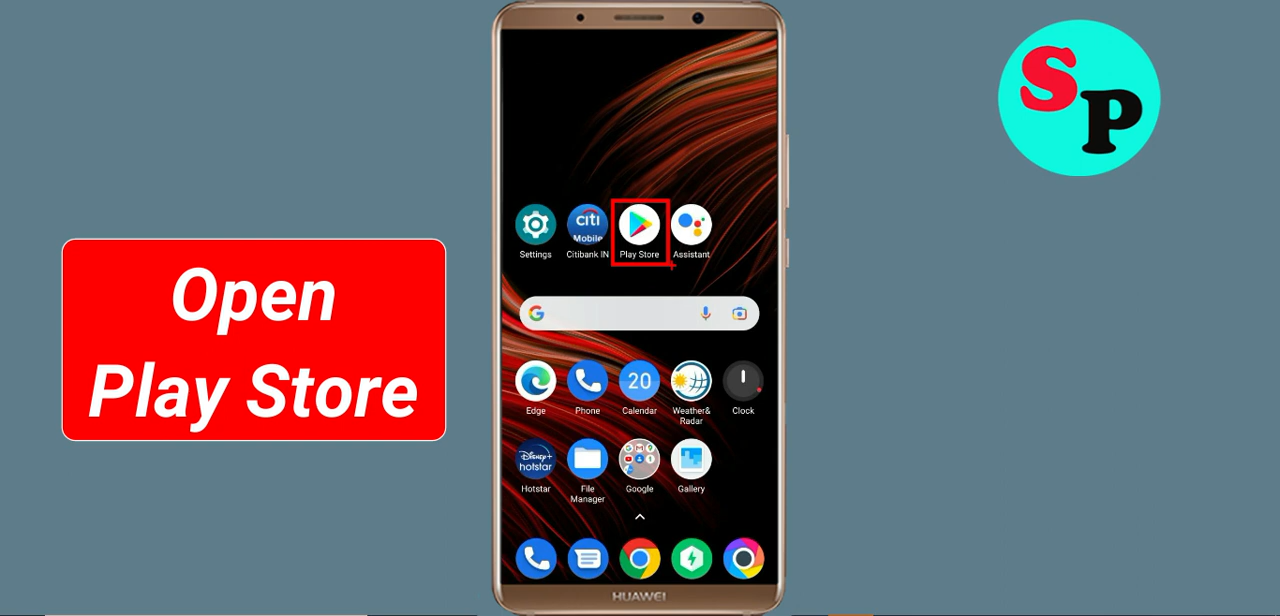 S
P
citi
Mobile
Settings
Citibank IN
Play Store
Assistant
Open
Play Store
G
20
Edge
Phone
Calendar
Weather&
Radar
Clock
Disney+
hotstar
Hotstar
File
Manager
Google
Gallery
HUAWEI